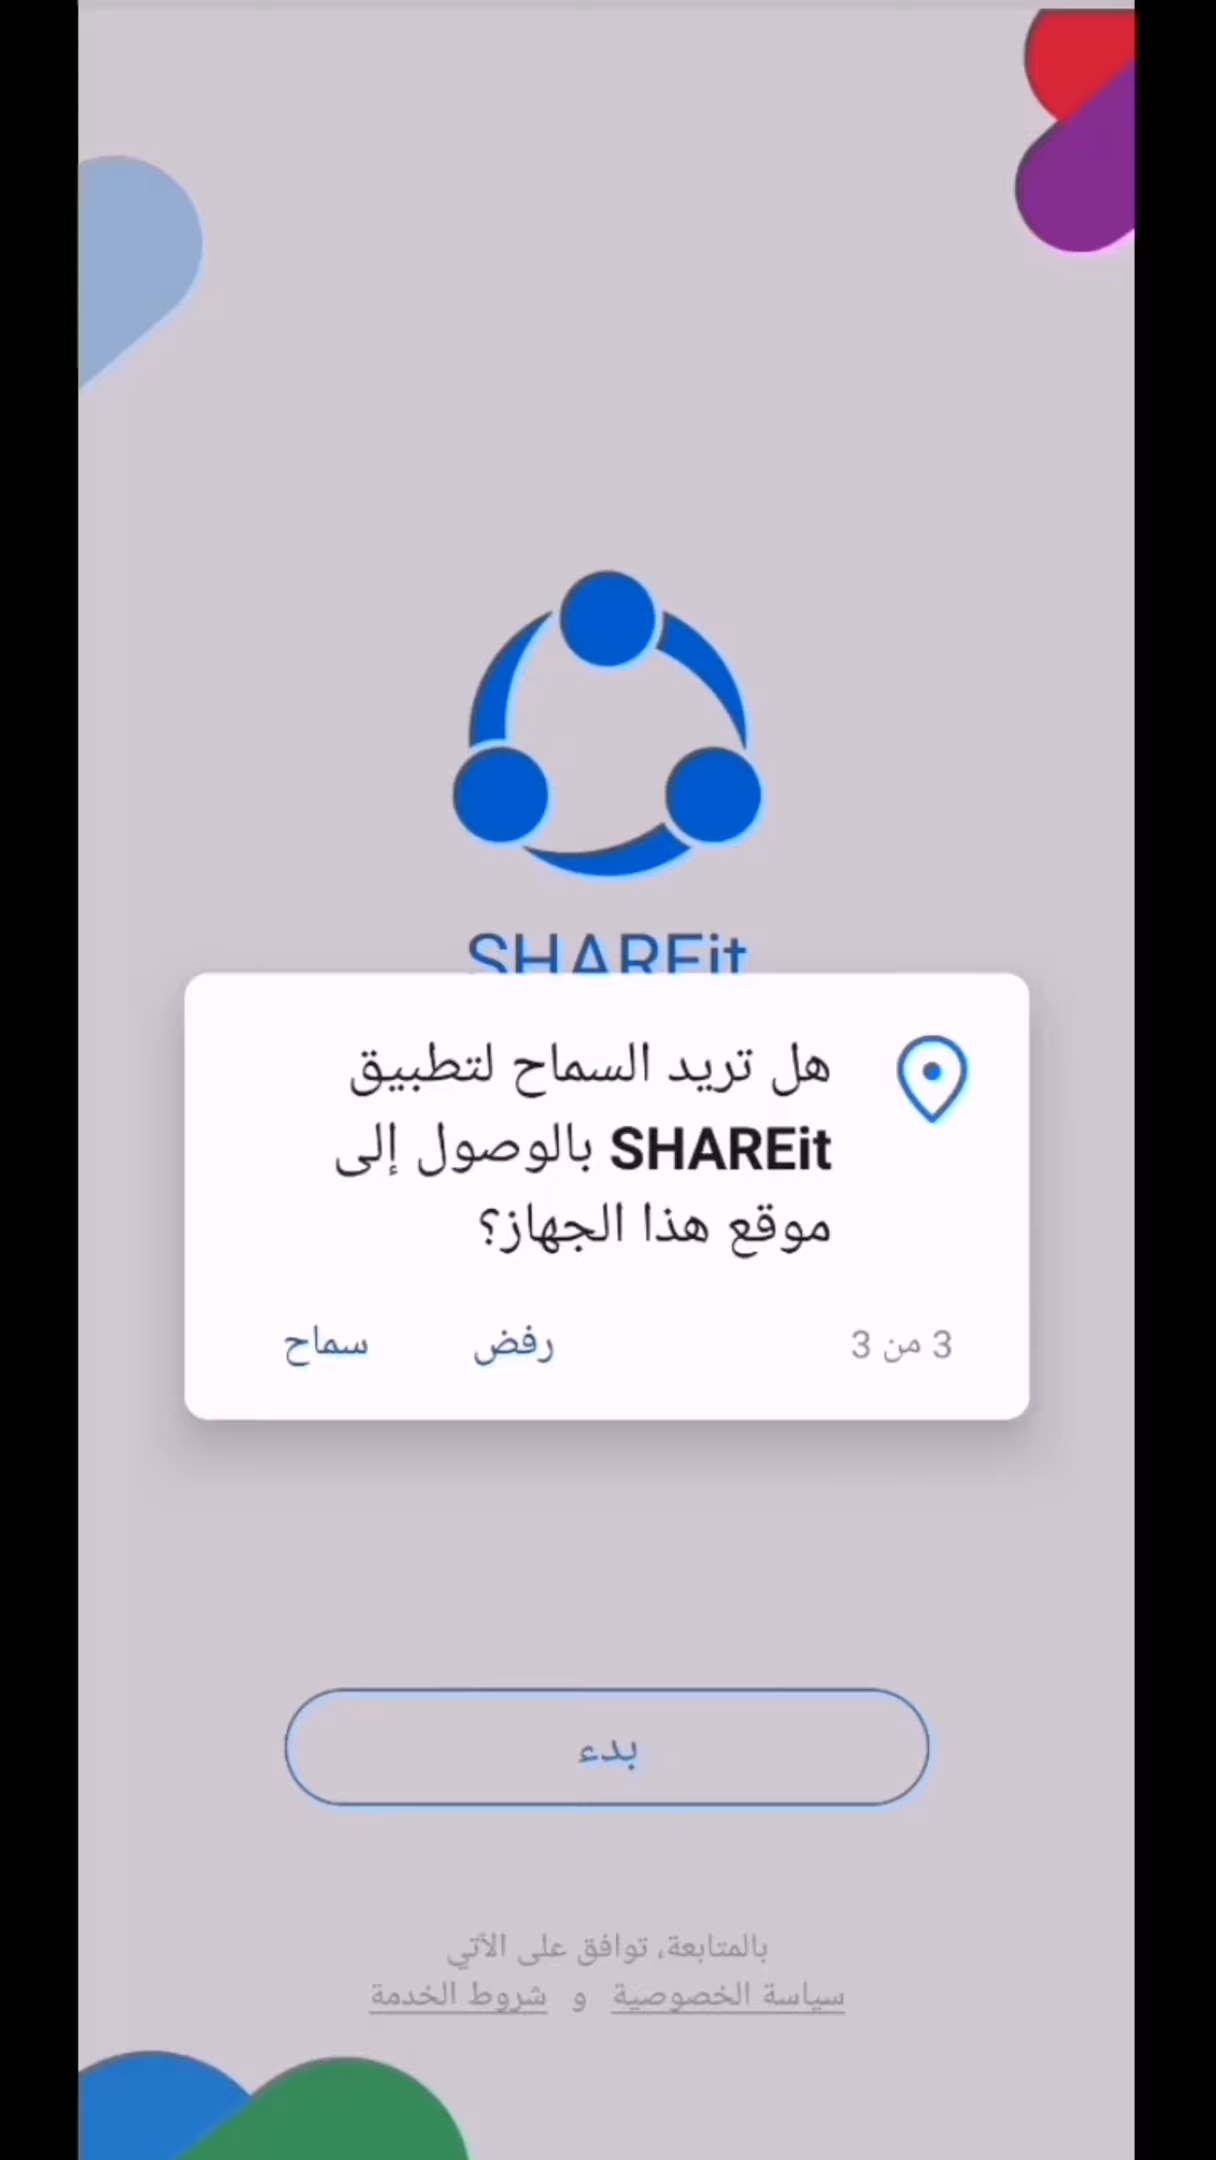 SHAREit
هل تريد السماح لتطبيق
SHAREit بالوصول إلى
موقع هذا الجهاز؟
3 من 3 رفض سماح
بدء
بالمتابعة، توافق على الآتي
سياسة الخصوصية و شروط الخدمة